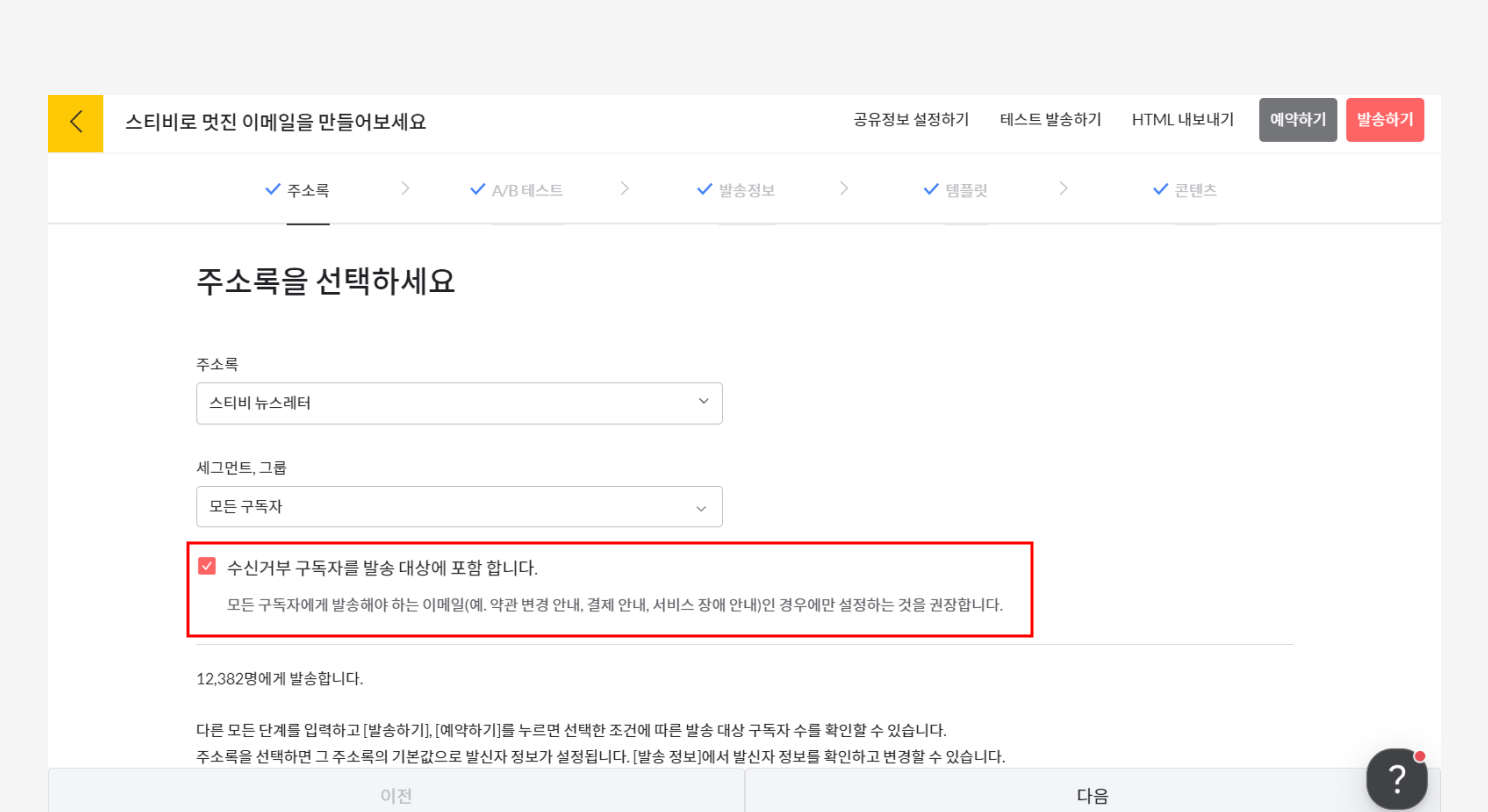 스티비로 멋진 이메일을 만들어보세요
공유정보 설정하기 테스트 발송하기 HTML 내보내기 예약하기 발송하기
주소록 A/B 테스트 발송정보 템플릿 콘텐츠
주소록을 선택하세요
주소록
스티비 뉴스레터
세그먼트, 그룹
모든 구독자
수신거부 구독자를 발송 대상에 포함 합니다.
모든 구독자에게 발송해야 하는 이메일(예. 약관 변경 안내, 결제 안내, 서비스 장애 안내)인 경우에만 설정하는 것을 권장합니다.
12,382명에게 발송합니다.
다른 모든 단계를 입력하고 [발송하기], [예약하기]를 누르면 선택한 조건에 따른 발송 대상 구독자 수를 확인할 수 있습니다.
주소록을 선택하면 그 주소록의 기본값으로 발신자 정보가 설정됩니다. [발송 정보]에서 발신자 정보를 확인하고 변경할 수 있습니다.
이전 다음 ?